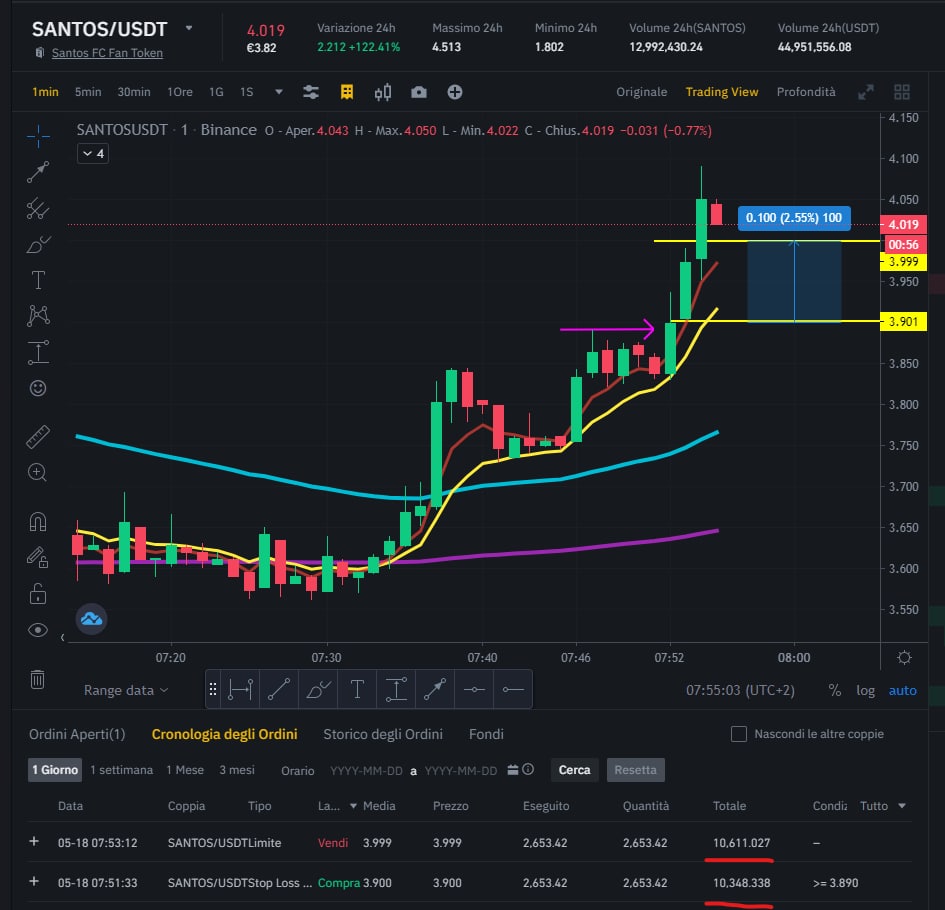 SANTOS/USDT
Santos FC Fan Token
4.019
€3.82
Variazione 24h
2.212 +122.41%
Massimo 24h
4.513
Minimo 24h
1.802
Volume 24h(SANTOS)
12,992,430.24
Volume 24h(USDT)
44,951,556.08
1min 5min 30min 1Ore 1G 1S
Originale Trading View Profondità
SANTOSUSDT · 1 · Binance O - Aper.4.043 H - Max.4.050 L - Min.4.022 C - Chius.4.019 -0.031 (-0.77%)
4
4.150
4.100
4.050
0.100 (2.55%) 100
4.019
00:56
3.999
3.950
3.901
3.850
3.800
3.750
3.700
3.650
3.600
3.550
07:20 07:30 07:40 07:46 07:52 08:00
Range data
07:55:03 (UTC+2) % log auto
Ordini Aperti(1) Cronologia degli Ordini Storico degli Ordini Fondi
Nascondi le altre coppie
1 Giorno 1 settimana 1 Mese 3 mesi Orario YYYY-MM-DD a YYYY-MM-DD Cerca Resetta
Data Coppia Tipo La... Media Prezzo Eseguito Quantità Totale Condiz Tutto
+ 05-18 07:53:12 SANTOS/USDTLimite Vendi 3.999 3.999 2,653.42 2,653.42 10,611.027 –
+ 05-18 07:51:33 SANTOS/USDTStop Loss ... Compra 3.900 3.900 2,653.42 2,653.42 10,348.338 >= 3.890